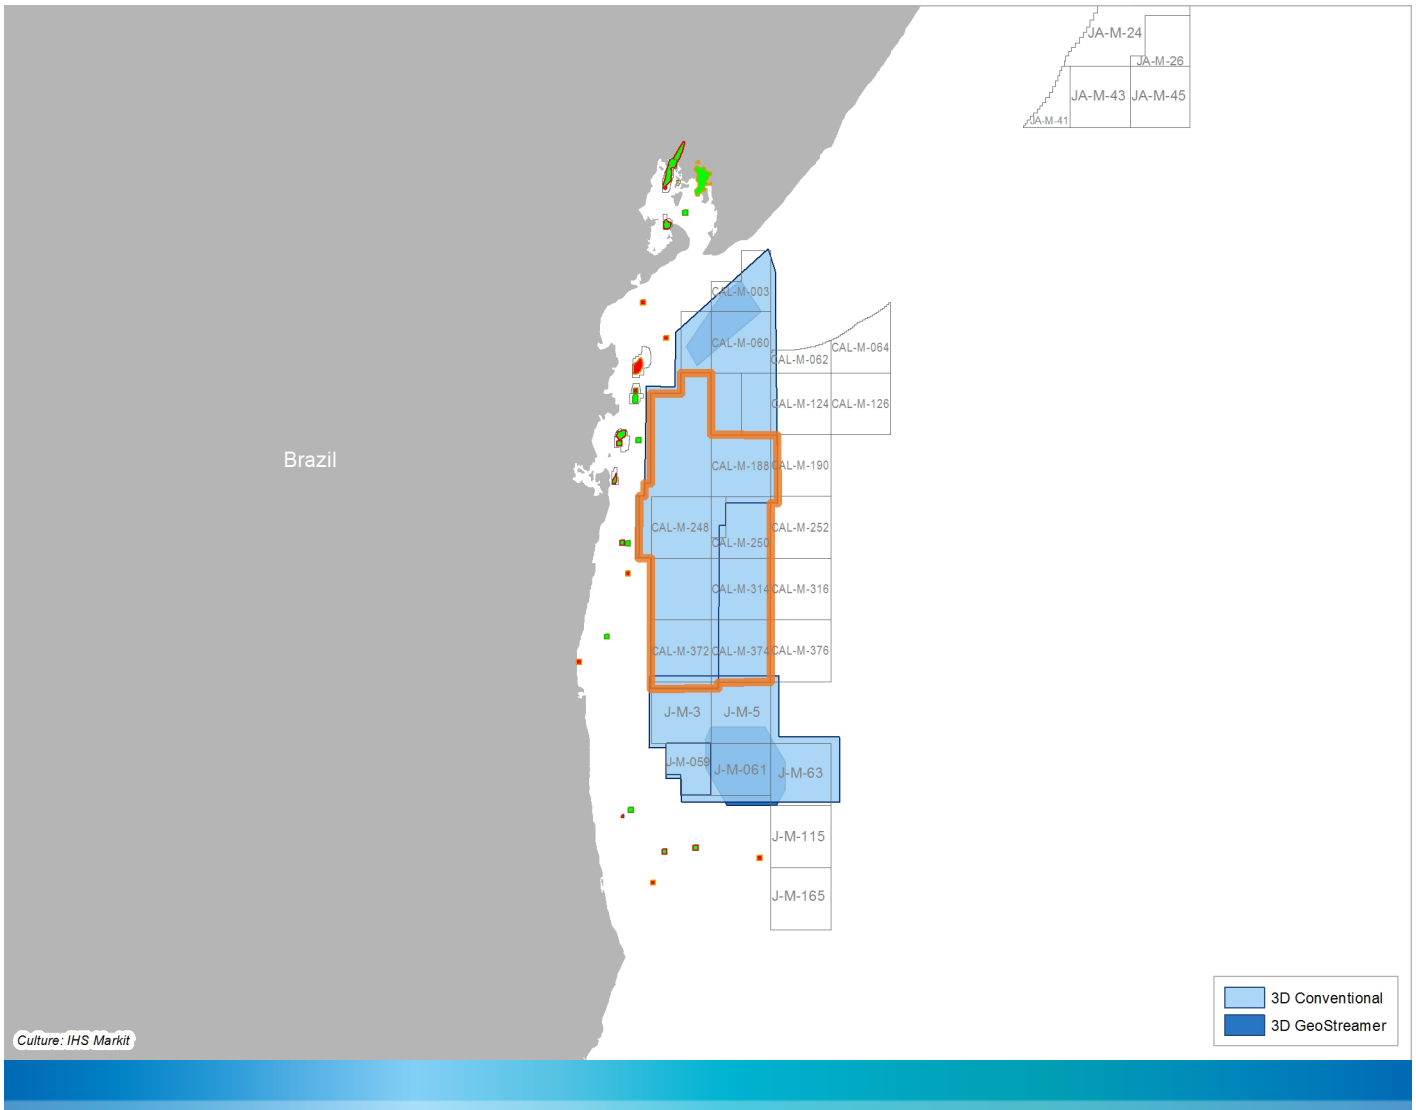 JA-M-24
JA-M-26
JA-M-43
JA-M-45
JA-M-41
CAL-M-003
CAL-M-060
CAL-M-062
CAL-M-064
CAL-M-124
CAL-M-126
Brazil
CAL-M-188
CAL-M-190
CAL-M-248
CAL-M-250
CAL-M-252
CAL-M-314
CAL-M-316
CAL-M-372
CAL-M-374
CAL-M-376
J-M-3
J-M-5
J-M-059
J-M-061
J-M-63
J-M-115
J-M-165
3D Conventional
3D GeoStreamer
Culture: IHS Markit